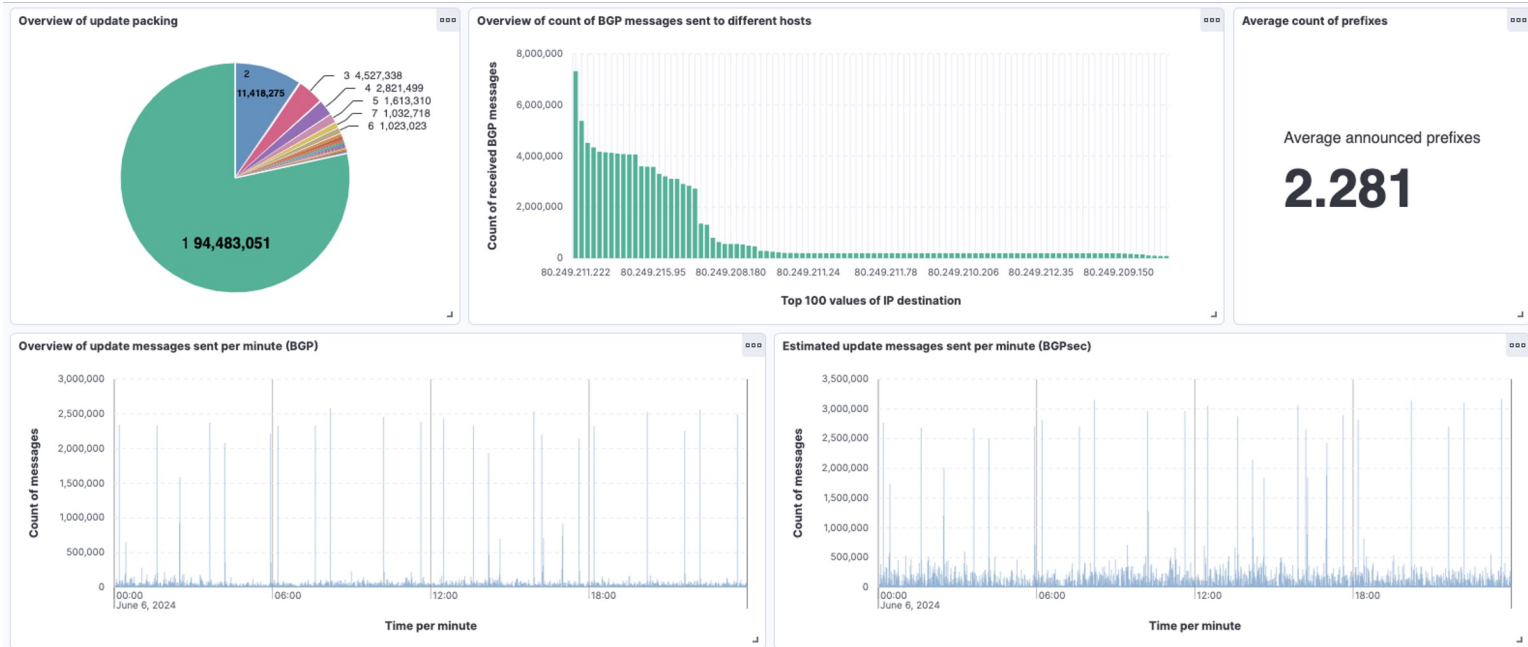 Overview of update packing
2
11,418,275
3 4,527,338
4 2,821,499
5 1,613,310
7 1,032,718
6 1,023,023
1 94,483,051
Overview of count of BGP messages sent to different hosts
Count of received BGP messages
8,000,000
6,000,000
4,000,000
2,000,000
0
80.249.211.222 80.249.215.95 80.249.208.180 80.249.211.24 80.249.211.78 80.249.210.206 80.249.212.35 80.249.209.150
Top 100 values of IP destination
Average count of prefixes
Average announced prefixes
2.281
Overview of update messages sent per minute (BGP)
Count of messages
3,000,000
2,500,000
2,000,000
1,500,000
1,000,000
500,000
0
00:00 06:00 12:00 18:00
June 6, 2024
Time per minute
Estimated update messages sent per minute (BGPsec)
Count of messages
3,500,000
3,000,000
2,500,000
2,000,000
1,500,000
1,000,000
500,000
0
00:00 06:00 12:00 18:00
June 6, 2024
Time per minute